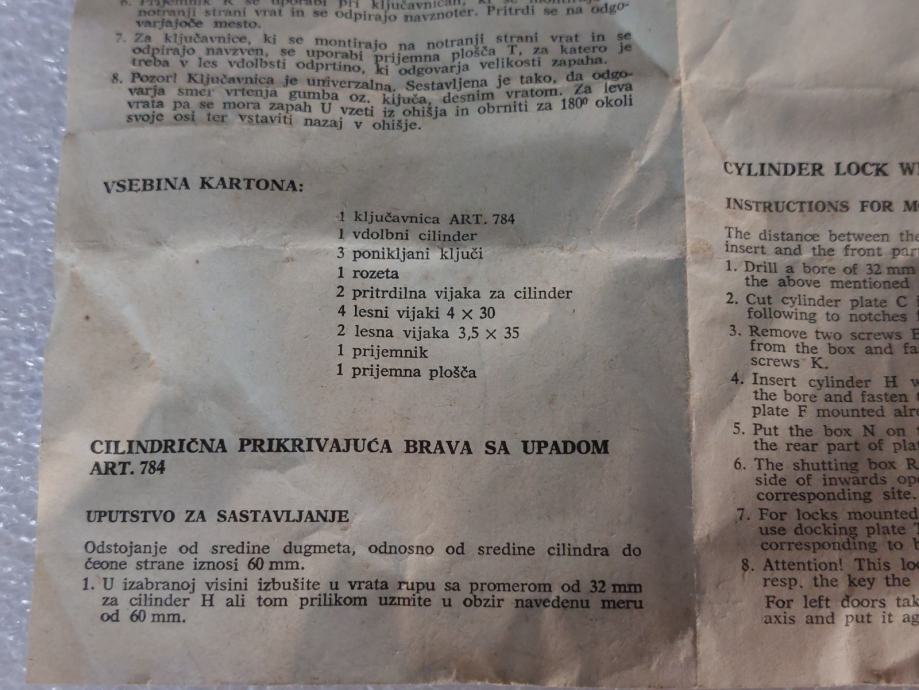 6. Prijemnik R se uporabi pri ključavnicah, ki se montirajo
notranji strani vrat in se odpirajo navznoter. Pritrdi se na odgo-
varjajoče mesto.
7. Za ključavnice, ki se montirajo na notranji strani vrat in se
odpirajo navzven, se uporabi prijemna plošča T, za katero je
treba v les vdolbsti odprtino, ki odgovarja velikosti zapaha.
8. Pozor! Ključavnica je univerzalna. Sestavljena je tako, da odgo-
varja smer vrtenja gumba oz. ključa, desnim vratom. Za leva
vrata pa se mora zapah U vzeti iz ohišja in obrniti za 180º okoli
svoje osi ter vstaviti nazaj v ohišje.
VSEBINA KARTONA:
1 ključavnica ART. 784
1 vdolbni cilinder
3 ponikljani ključi
1 rozeta
2 pritrdilna vijaka za cilinder
4 lesni vijaki 4 × 30
2 lesna vijaka 3,5 × 35
1 prijemnik
1 prijemna plošča
CILINDRIČNA PRIKRIVAJUĆA BRAVA SA UPADOM
ART. 784
UPUTSTVO ZA SASTAVLJANJE
Odstojanje od sredine dugmeta, odnosno od sredine cilindra do
čeone strane iznosi 60 mm.
1. U izabranoj visini izbušite u vrata rupu sa promerom od 32 mm
za cilinder H ali tom prilikom uzmite u obzir navedenu meru
od 60 mm.
CYLINDER LOCK
INSTRUCTIONS FOR
The distance between the
insert and the front
1. Drill a bore of 32 mm
the above mentioned
2. Cut cylinder plate C
following to notches
3. Remove two screws
from the box and
screws K.
4. Insert cylinder H
the bore and fasten
plate F mounted
5. Put the box N on
the rear part of
6. The shutting box R
side of inwards
corresponding site.
7. For locks mounted
use docking plate
corresponding to
8. Attention! This
resp. the key the
For left doors
axis and put it